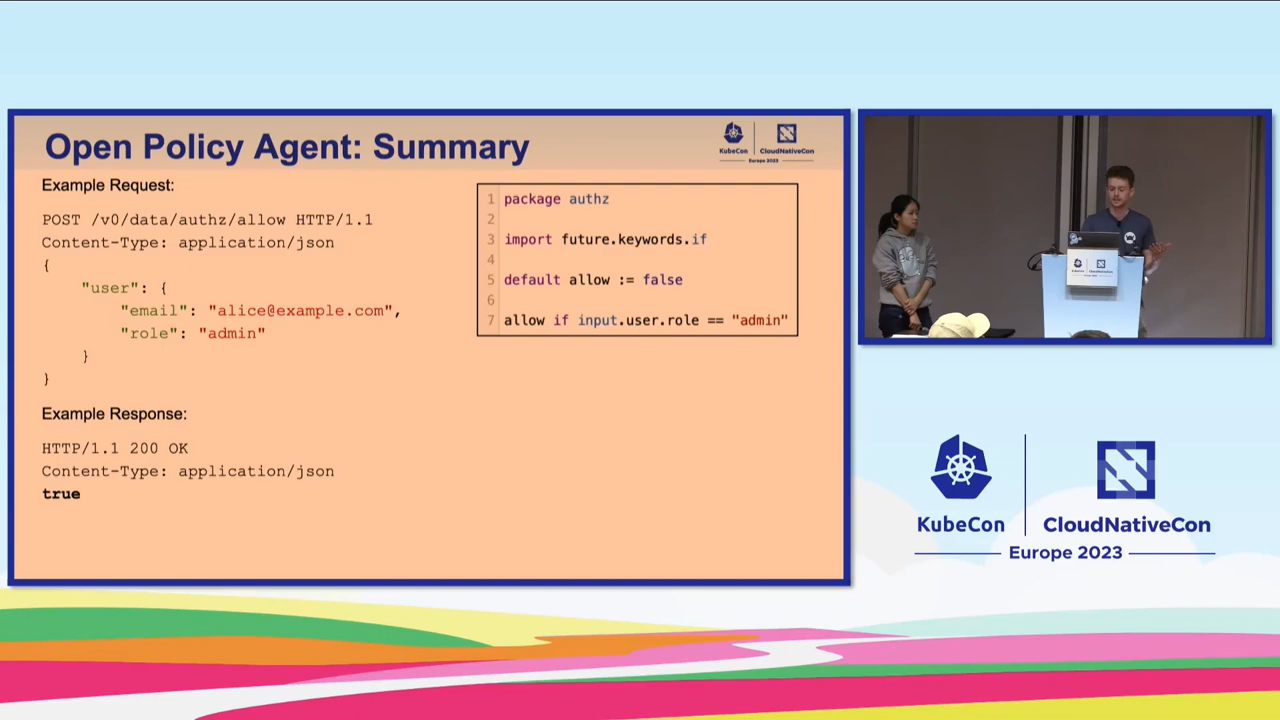 Open Policy Agent: Summary
KubeCon
CloudNativeCon
Europe 2023
Example Request:
POST /v0/data/authz/allow HTTP/1.1
Content-Type: application/json
{
    "user": {
        "email": "alice@example.com",
        "role": "admin"
    }
}
Example Response:
HTTP/1.1 200 OK
Content-Type: application/json
true
1 package authz
2
3 import future.keywords.if
4
5 default allow := false
6
7 allow if input.user.role == "admin"
KubeCon
CloudNativeCon
Europe 2023